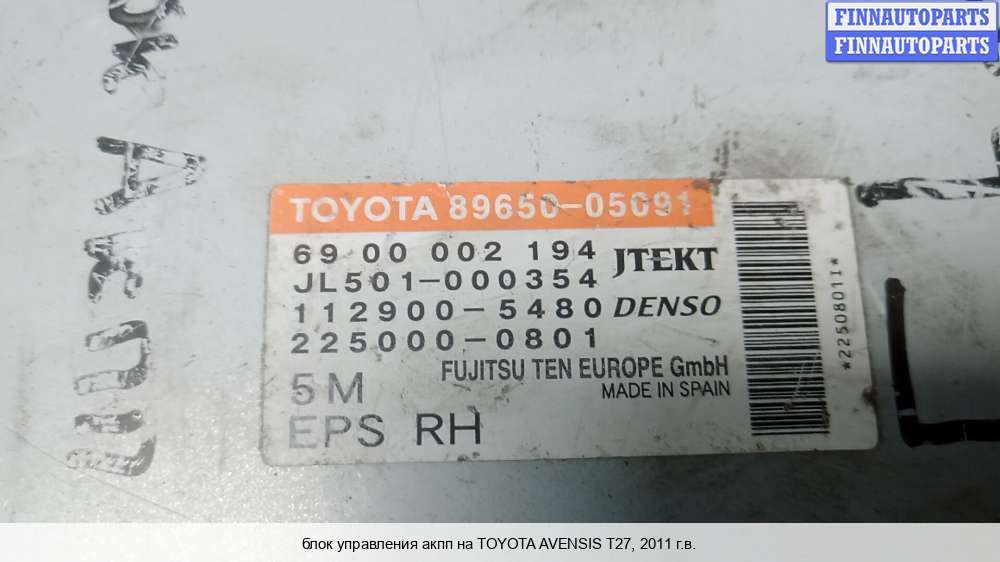 FINNAUTOPARTS
FINNAUTOPARTS
АКПП
TOYOTA 89650-05091
69 00 002 194 JTEKT
JL501-000354
112900-5480 DENSO
225000-0801
FUJITSU TEN EUROPE GmbH
5M MADE IN SPAIN
EPS RH
*2250801I*
блок управления акпп на TOYOTA AVENSIS T27, 2011 г.в.